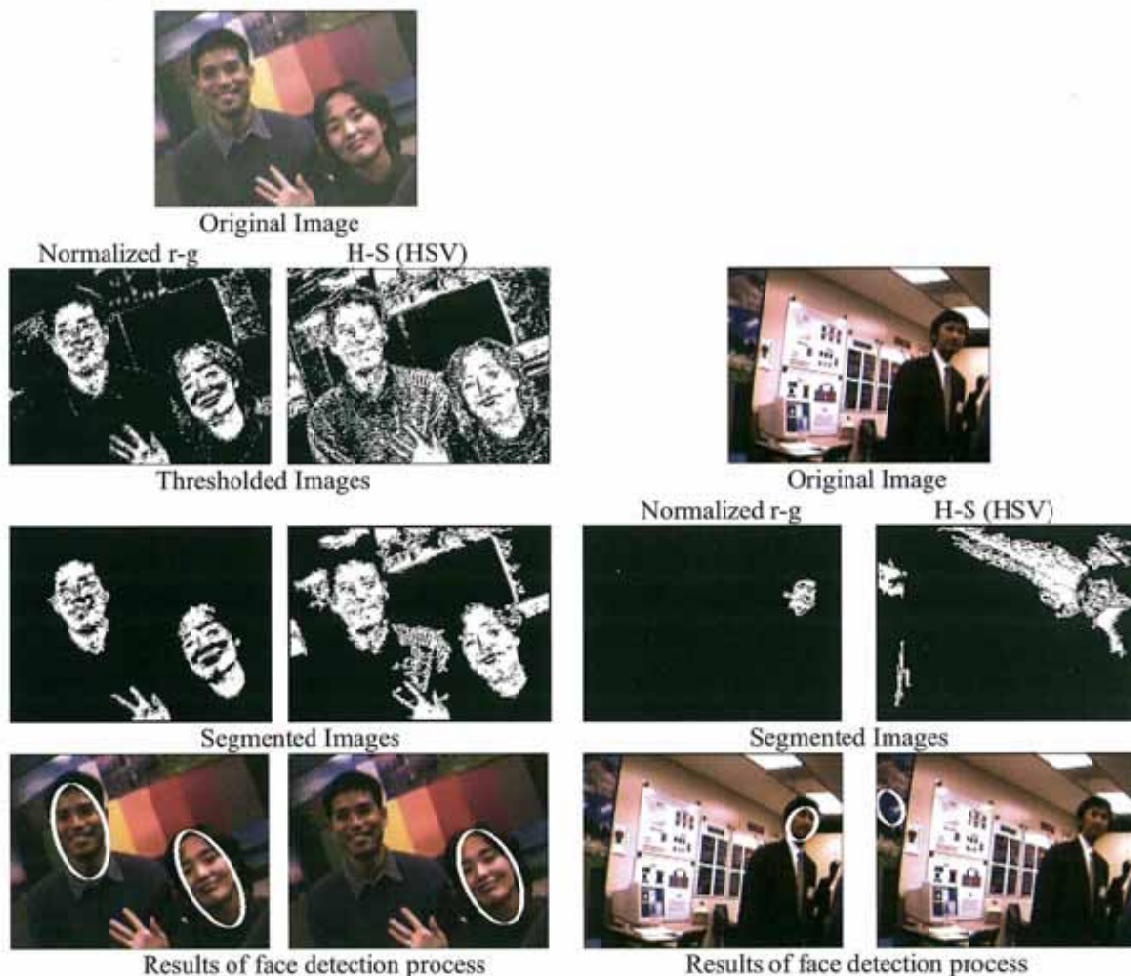 Original Image
Normalized r-g H-S (HSV)
Thresholded Images
Segmented Images
Results of face detection process
Original Image
Normalized r-g H-S (HSV)
Segmented Images
Results of face detection process